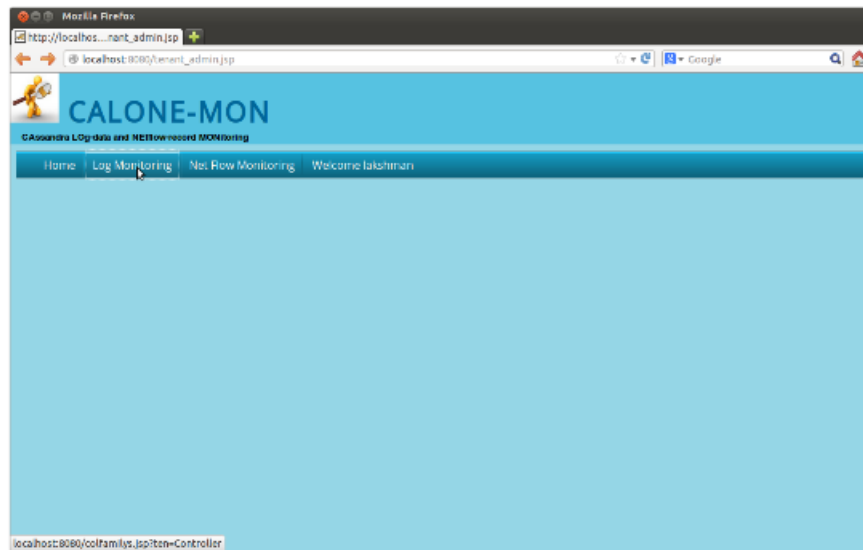 Mozilla Firefox
http://localhos...nant_admin.jsp
localhost:8080/tenant_admin.jsp
Google
CALONE-MON
CAssandra LOg-data and NEtflow-record MONitoring
Home Log Monitoring Net Flow Monitoring Welcome lakshman
localhost:8080/colfamilys.jsp?ten=Controller